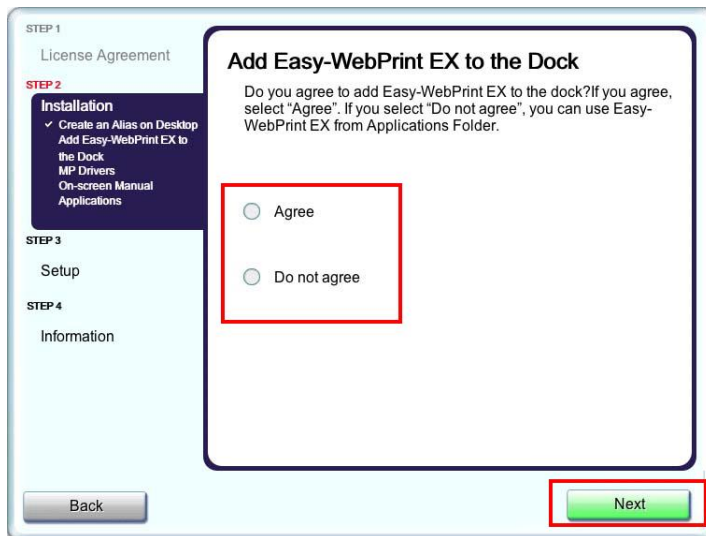 STEP 1
License Agreement
STEP 2
Installation
✓ Create an Alias on Desktop
Add Easy-WebPrint EX to
the Dock
MP Drivers
On-screen Manual
Applications
STEP 3
Setup
STEP 4
Information
Add Easy-WebPrint EX to the Dock
Do you agree to add Easy-WebPrint EX to the dock?If you agree,
select “Agree”. If you select “Do not agree”, you can use Easy-
WebPrint EX from Applications Folder.
Agree
Do not agree
Back
Next